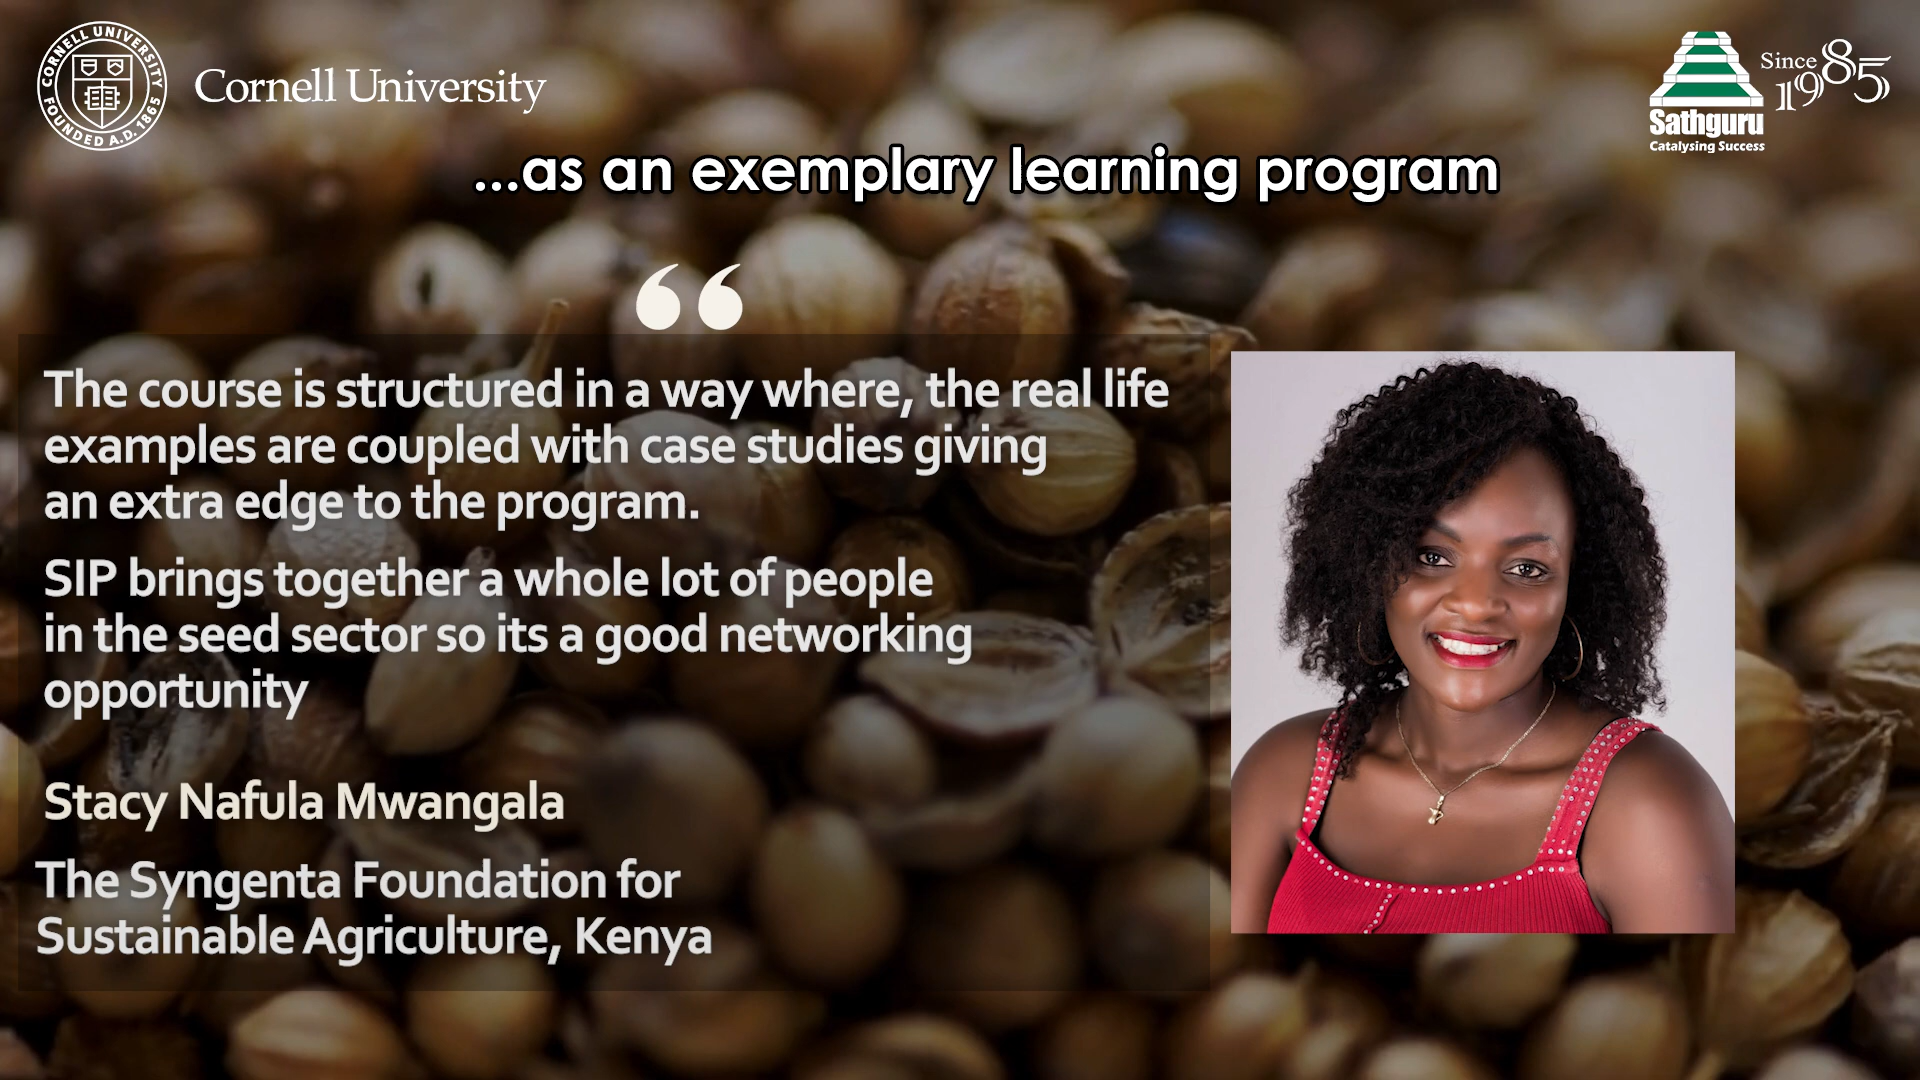 CORNELL UNIVERSITY
FOUNDED A.D. 1865
Cornell University
Sathguru
Catalysing Success
Since
1985
...as an exemplary learning program
“
The course is structured in a way where, the real life
examples are coupled with case studies giving
an extra edge to the program.
SIP brings together a whole lot of people
in the seed sector so its a good networking
opportunity
Stacy Nafula Mwangala
The Syngenta Foundation for
Sustainable Agriculture, Kenya